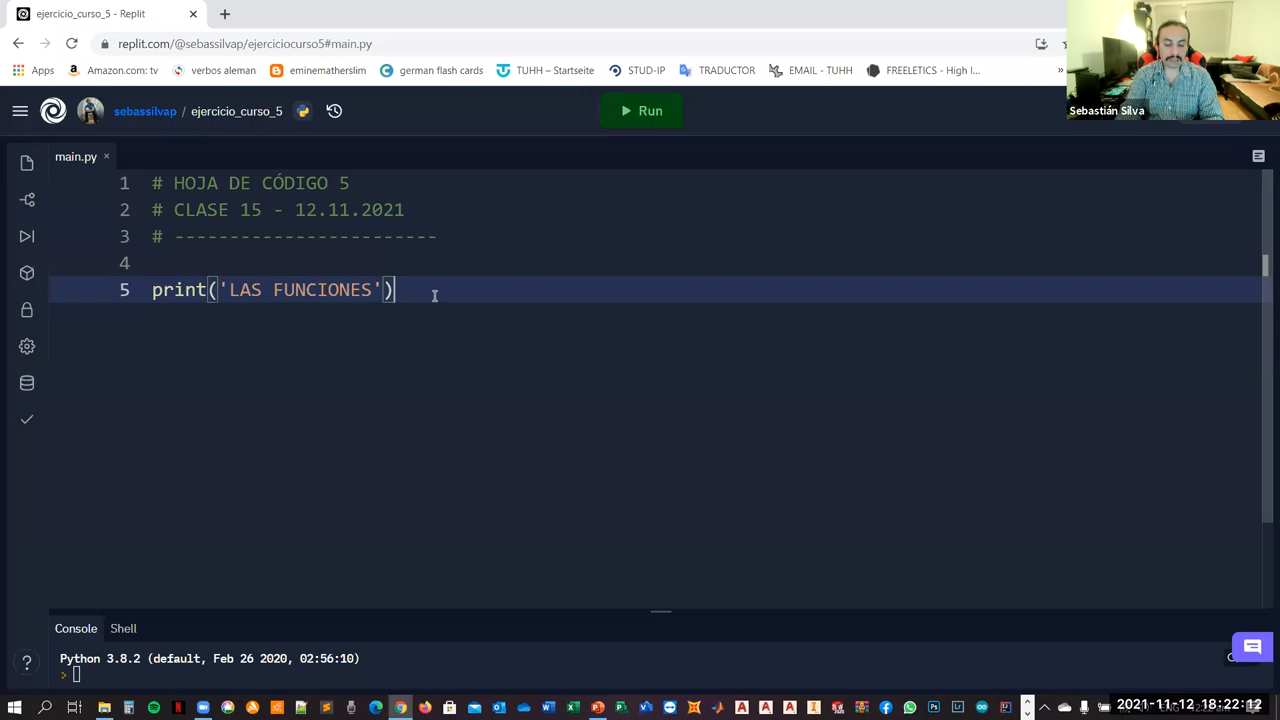 ejercicio_curso_5 - Replit
replit.com/@sebassilvap/ejerciciocurso5#main.py
Apps Amazon.com: tv verbos aleman eminematherslim german flash cards TUHH – Startseite STUD-IP TRADUCTOR EMAIL - TUHH FREELETICS - HO...
»
Sebastián Silva
sebassilvap / ejercicio_curso_5
Run
main.py
1 # HOJA DE CÓDIGO 5
2 # CLASE 15 - 12.11.2021
3 # ------------------------
4
5 print('LAS FUNCIONES')
Console Shell
Python 3.8.2 (default, Feb 26 2020, 02:56:10)
2021-11-12 18:22:12